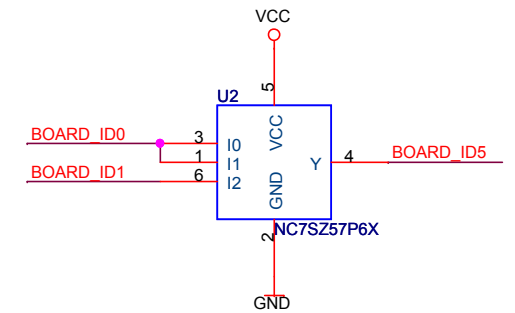 VCC
5
U2
BOARD_ID0
3
I0
VCC
1
I1
Y
4
BOARD_ID5
BOARD_ID1
6
I2
GND
2
NC7SZ57P6X
GND